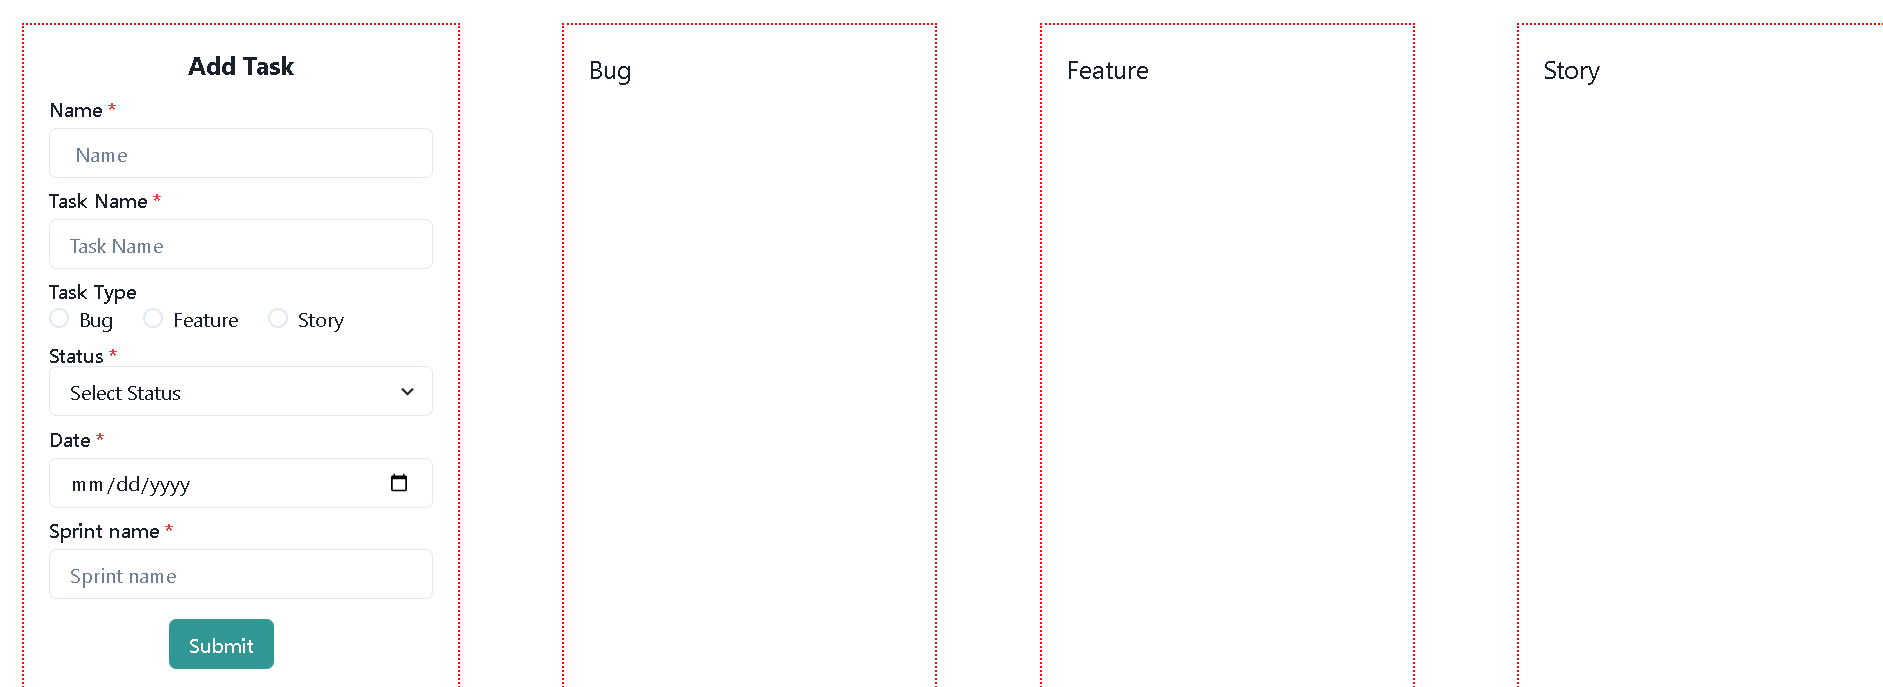 Add Task
Name *
Name
Task Name *
Task Name
Task Type
Bug Feature Story
Status *
Select Status
Date *
mm/dd/yyyy
Sprint name *
Sprint name
Submit
Bug
Feature
Story